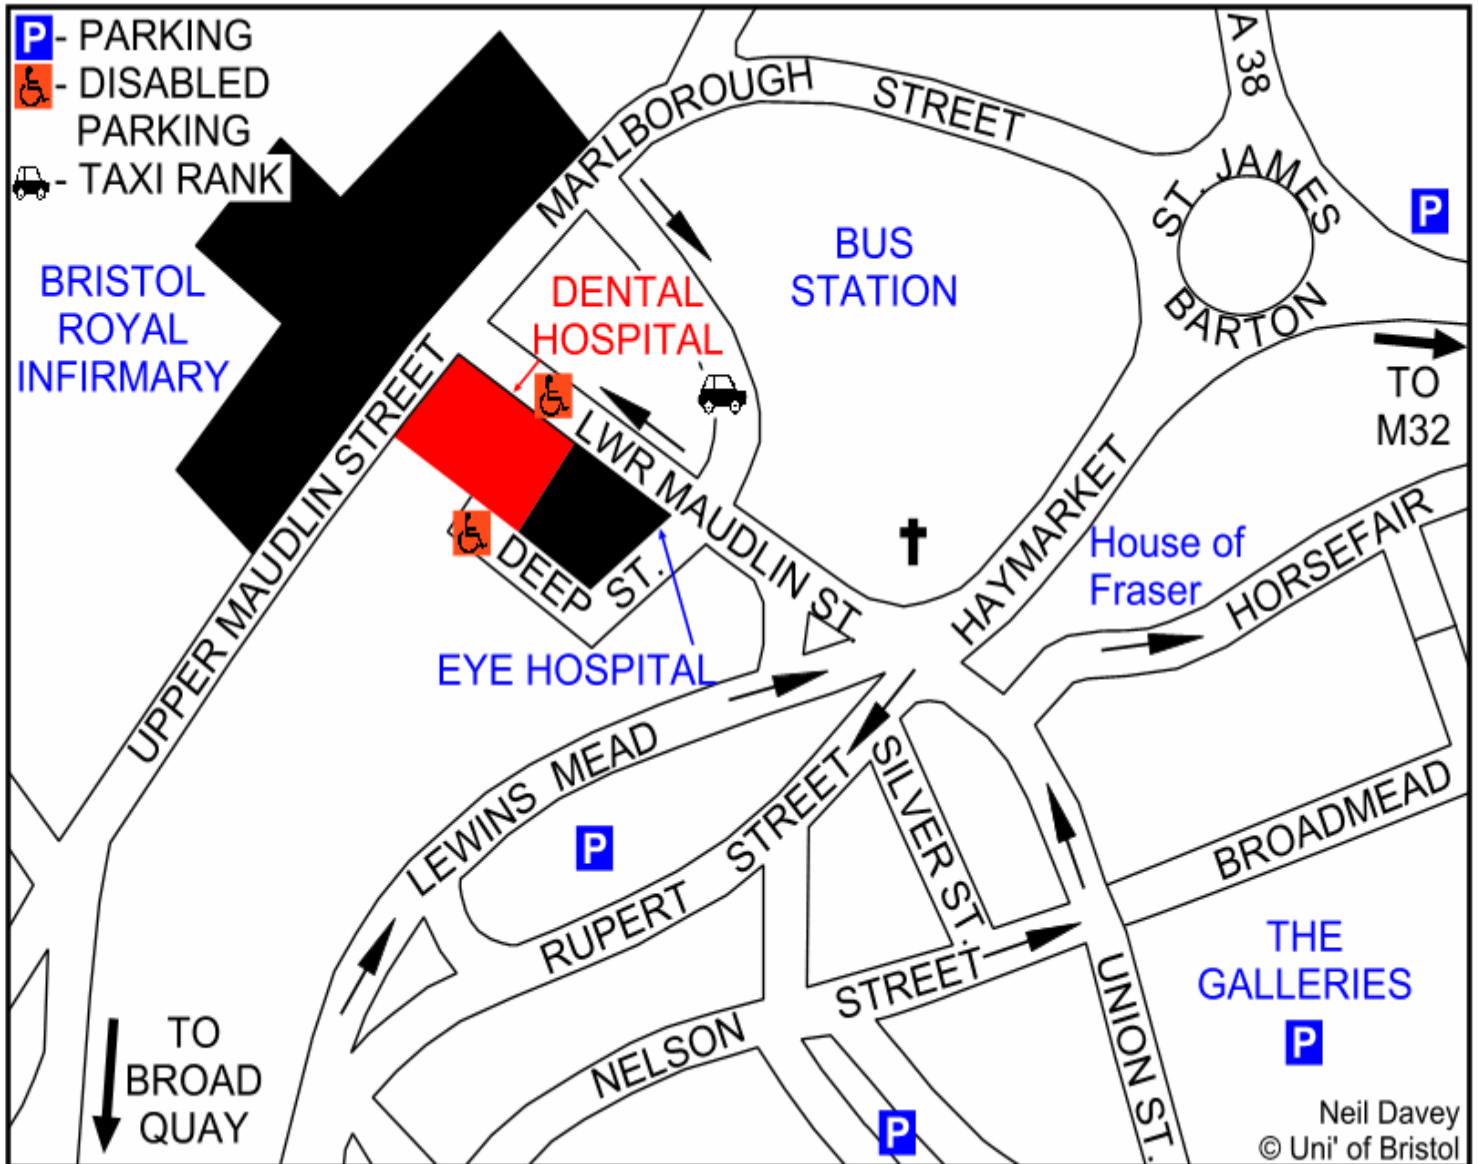 P - PARKING
- DISABLED
PARKING
- TAXI RANK
MARLBOROUGH STREET
A 38
ST. JAMES
BARTON
P
BUS
STATION
BRISTOL
ROYAL
INFIRMARY
DENTAL
HOSPITAL
TO
M32
UPPER MAUDLIN STREET
LWR MAUDLIN ST.
DEEP ST.
HAYMARKET
House of
Fraser
HORSEFAIR
EYE HOSPITAL
LEWINS MEAD
P
RUPERT STREET
SILVER ST.
BROADMEAD
NELSON STREET
UNION ST.
THE
GALLERIES
P
TO
BROAD
QUAY
P
Neil Davey
© Uni' of Bristol